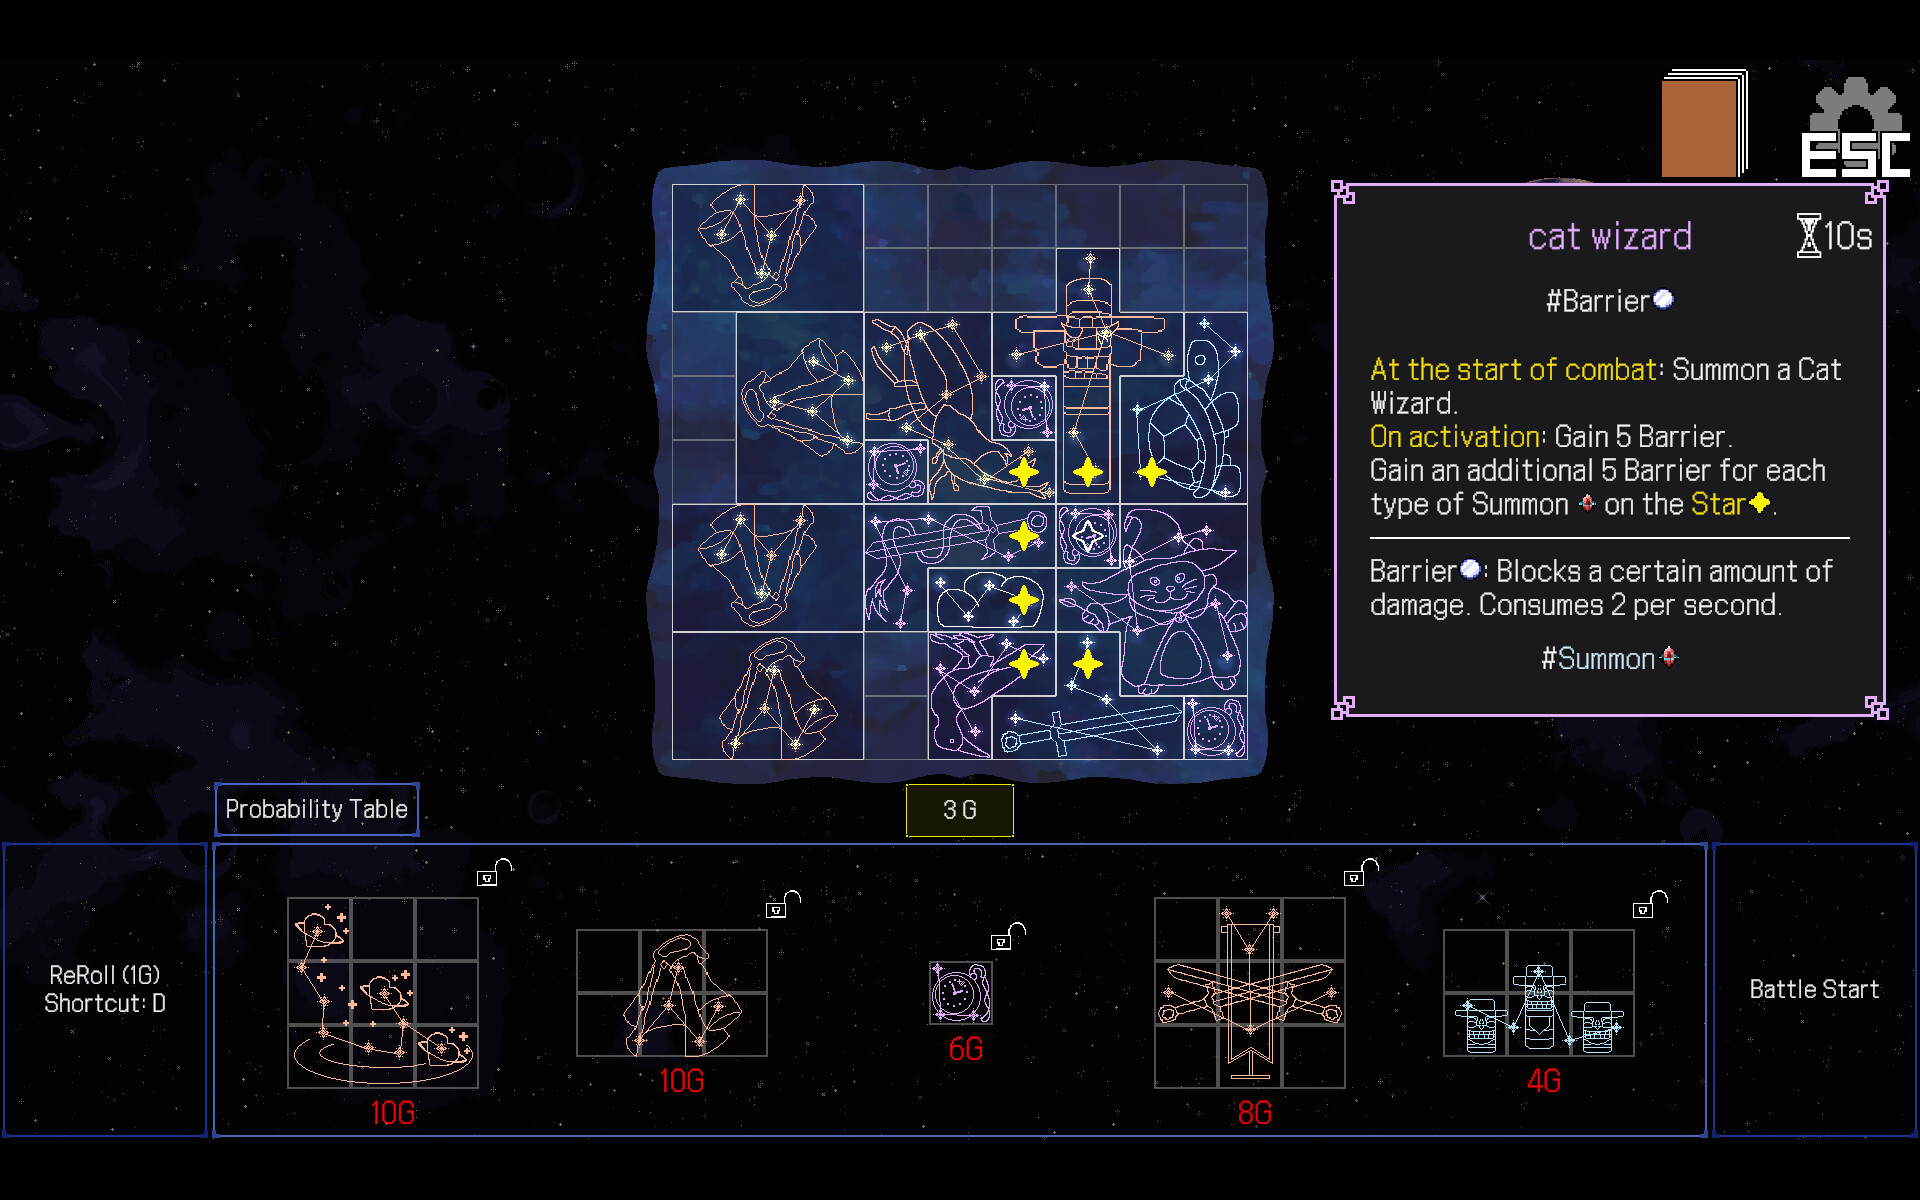 ESC
cat wizard
10s
#Barrier
At the start of combat: Summon a Cat
Wizard.
On activation: Gain 5 Barrier.
Gain an additional 5 Barrier for each
type of Summon on the Star.
Barrier: Blocks a certain amount of
damage. Consumes 2 per second.
#Summon
Probability Table
3 G
ReRoll (1G)
Shortcut: D
10G
10G
6G
8G
4G
Battle Start